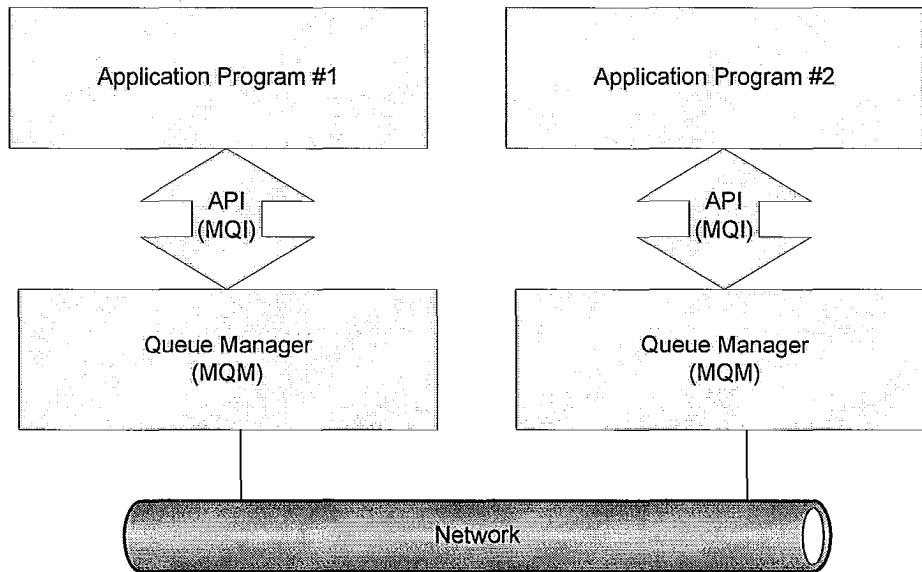 Application Program #1
Application Program #2
API
(MQI)
API
(MQI)
Queue Manager
(MQM)
Queue Manager
(MQM)
Network